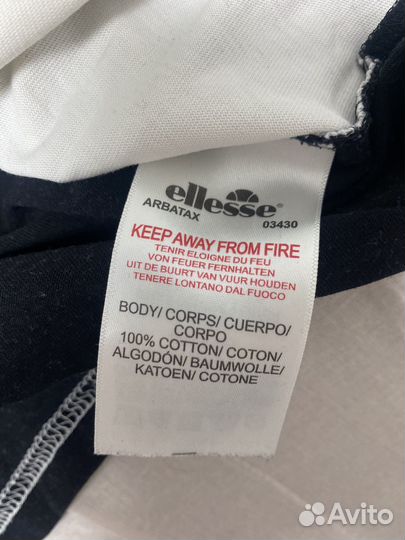 ellesse
ARBATAX 03430
KEEP AWAY FROM FIRE
TENIR ELOIGNE DU FEU
VON FEUER FERNHALTEN
UIT DE BUURT VAN VUUR HOUDEN
TENERE LONTANO DAL FUOCO
BODY/ CORPS/ CUERPO/
CORPO
100% COTTON/ COTON/
ALGODÓN/ BAUMWOLLE/
KATOEN/ COTONE
Avito